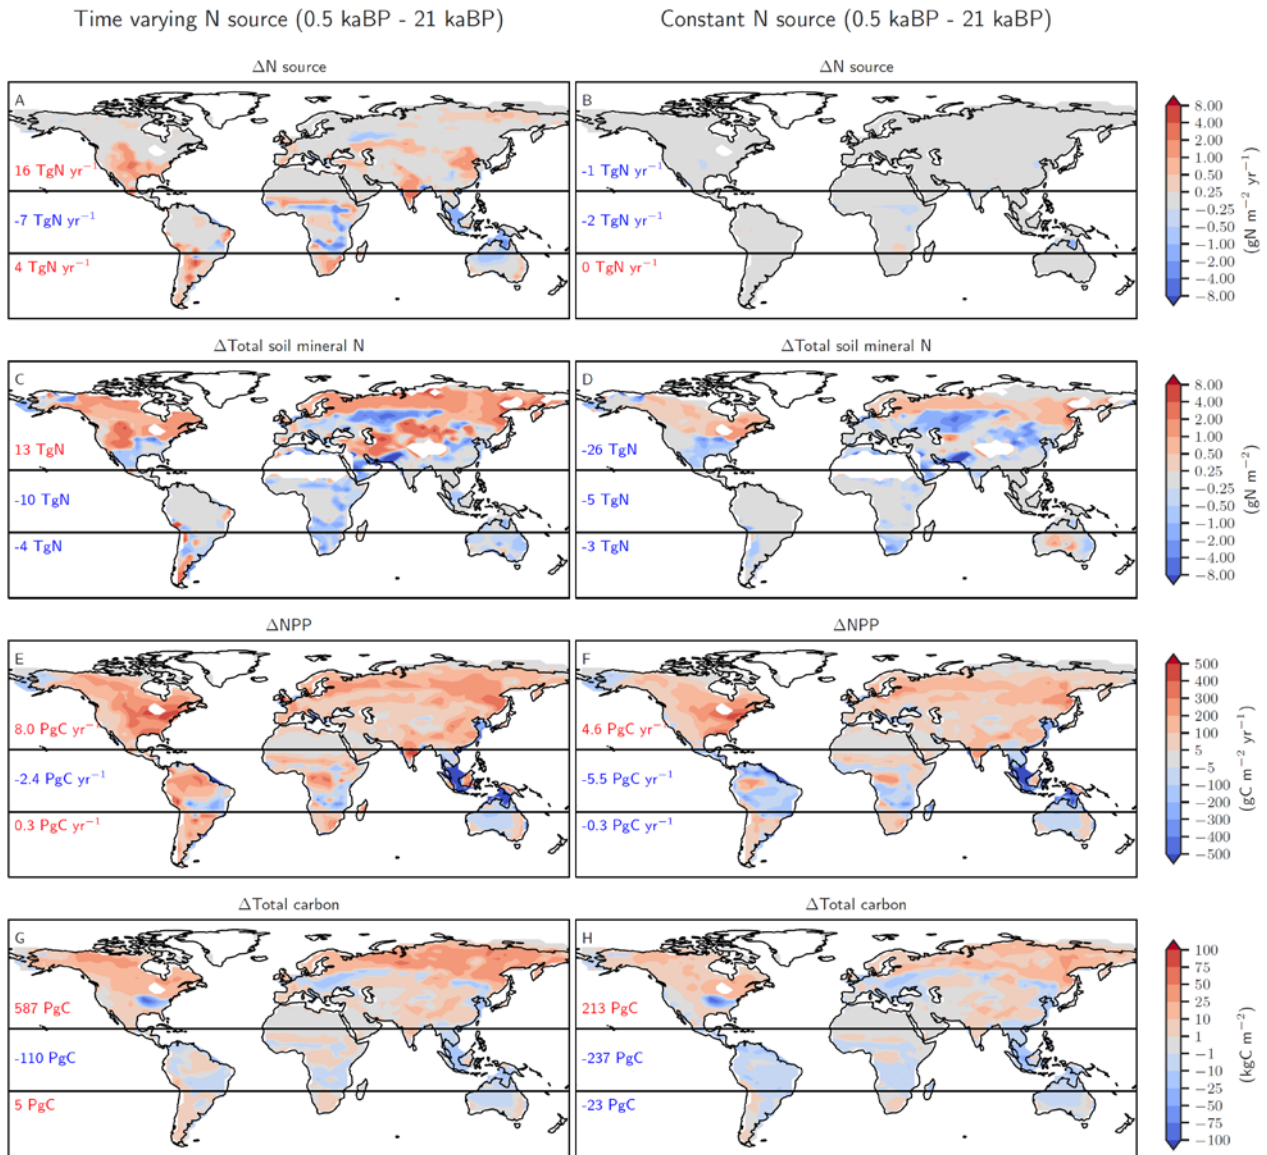 Time varying N source (0.5 kaBP - 21 kaBP)
Constant N source (0.5 kaBP - 21 kaBP)
ΔN source
ΔN source
A
16 TgN yr⁻¹
-7 TgN yr⁻¹
4 TgN yr⁻¹
B
-1 TgN yr⁻¹
-2 TgN yr⁻¹
0 TgN yr⁻¹
8.00
4.00
2.00
1.00
0.50
0.25
−0.25
−0.50
−1.00
−2.00
−4.00
−8.00
(gN m⁻² yr⁻¹)
ΔTotal soil mineral N
ΔTotal soil mineral N
C
13 TgN
-10 TgN
-4 TgN
D
-26 TgN
-5 TgN
-3 TgN
8.00
4.00
2.00
1.00
0.50
0.25
−0.25
−0.50
−1.00
−2.00
−4.00
−8.00
(gN m⁻²)
ΔNPP
ΔNPP
E
8.0 PgC yr⁻¹
-2.4 PgC yr⁻¹
0.3 PgC yr⁻¹
F
4.6 PgC yr⁻¹
-5.5 PgC yr⁻¹
-0.3 PgC yr⁻¹
500
400
300
200
100
5
−5
−100
−200
−300
−400
−500
(gC m⁻² yr⁻¹)
ΔTotal carbon
ΔTotal carbon
G
587 PgC
-110 PgC
5 PgC
H
213 PgC
-237 PgC
-23 PgC
100
75
50
25
10
1
−1
−10
−25
−50
−75
−100
(kgC m⁻²)